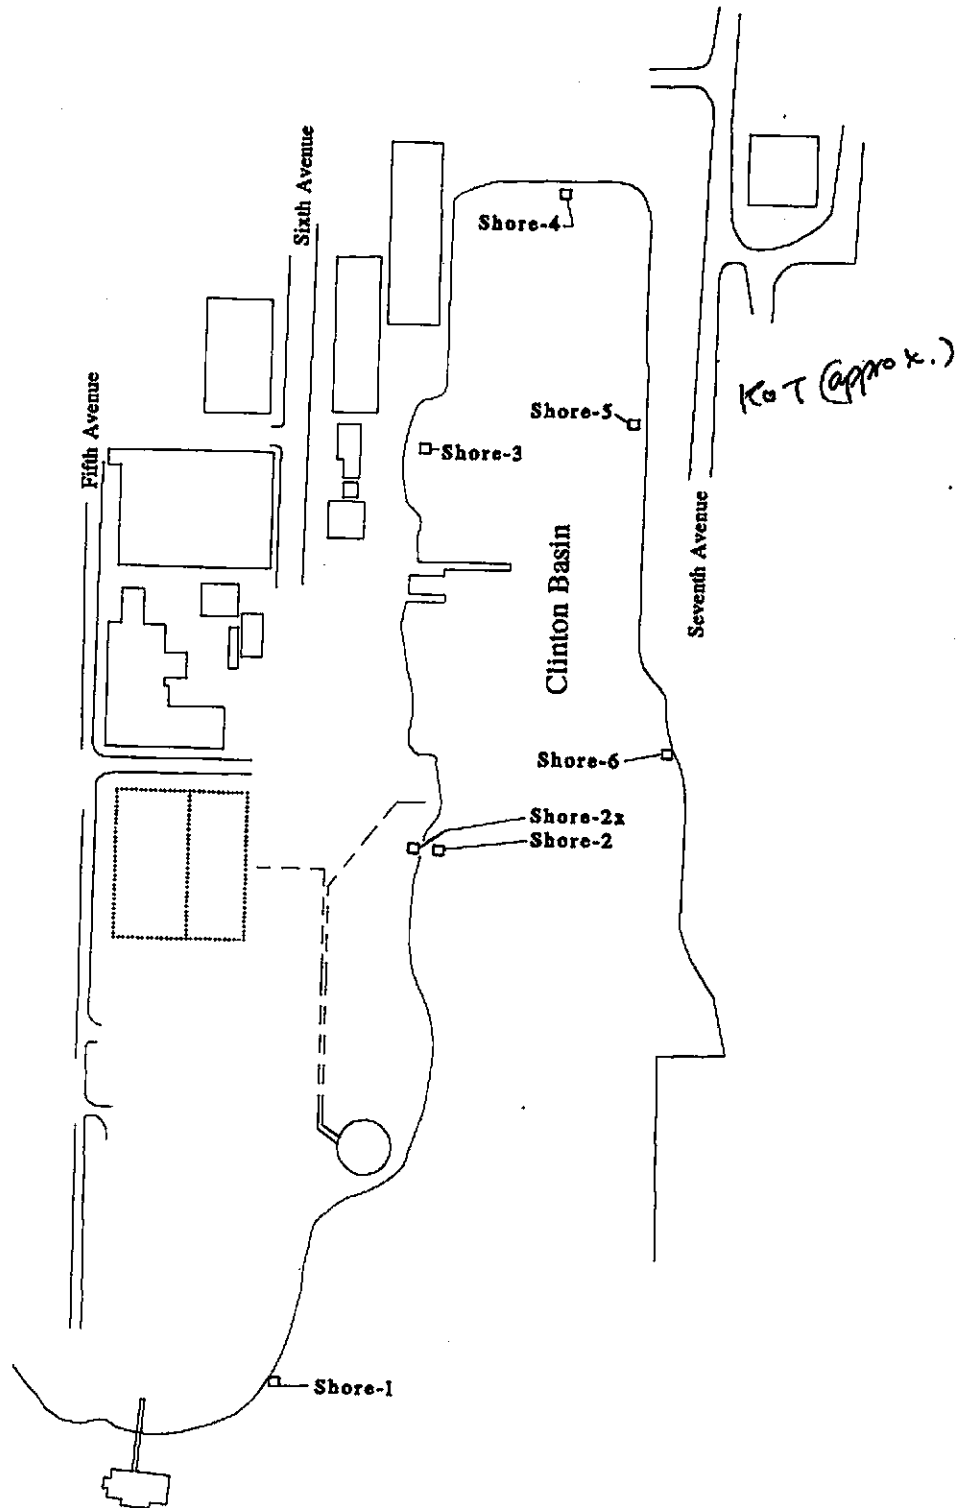 Sixth Avenue
Shore-4
KOT (approx.)
Fifth Avenue
Shore-5
Shore-3
Seventh Avenue
Clinton Basin
Shore-6
Shore-2x
Shore-2
Shore-1